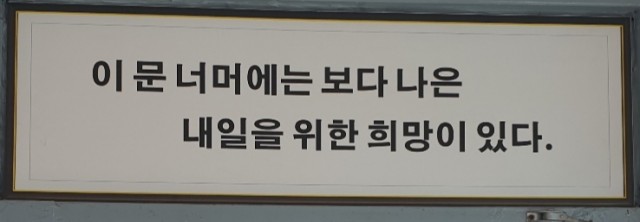 이 문 너머에는 보다 나은
내일을 위한 희망이 있다.